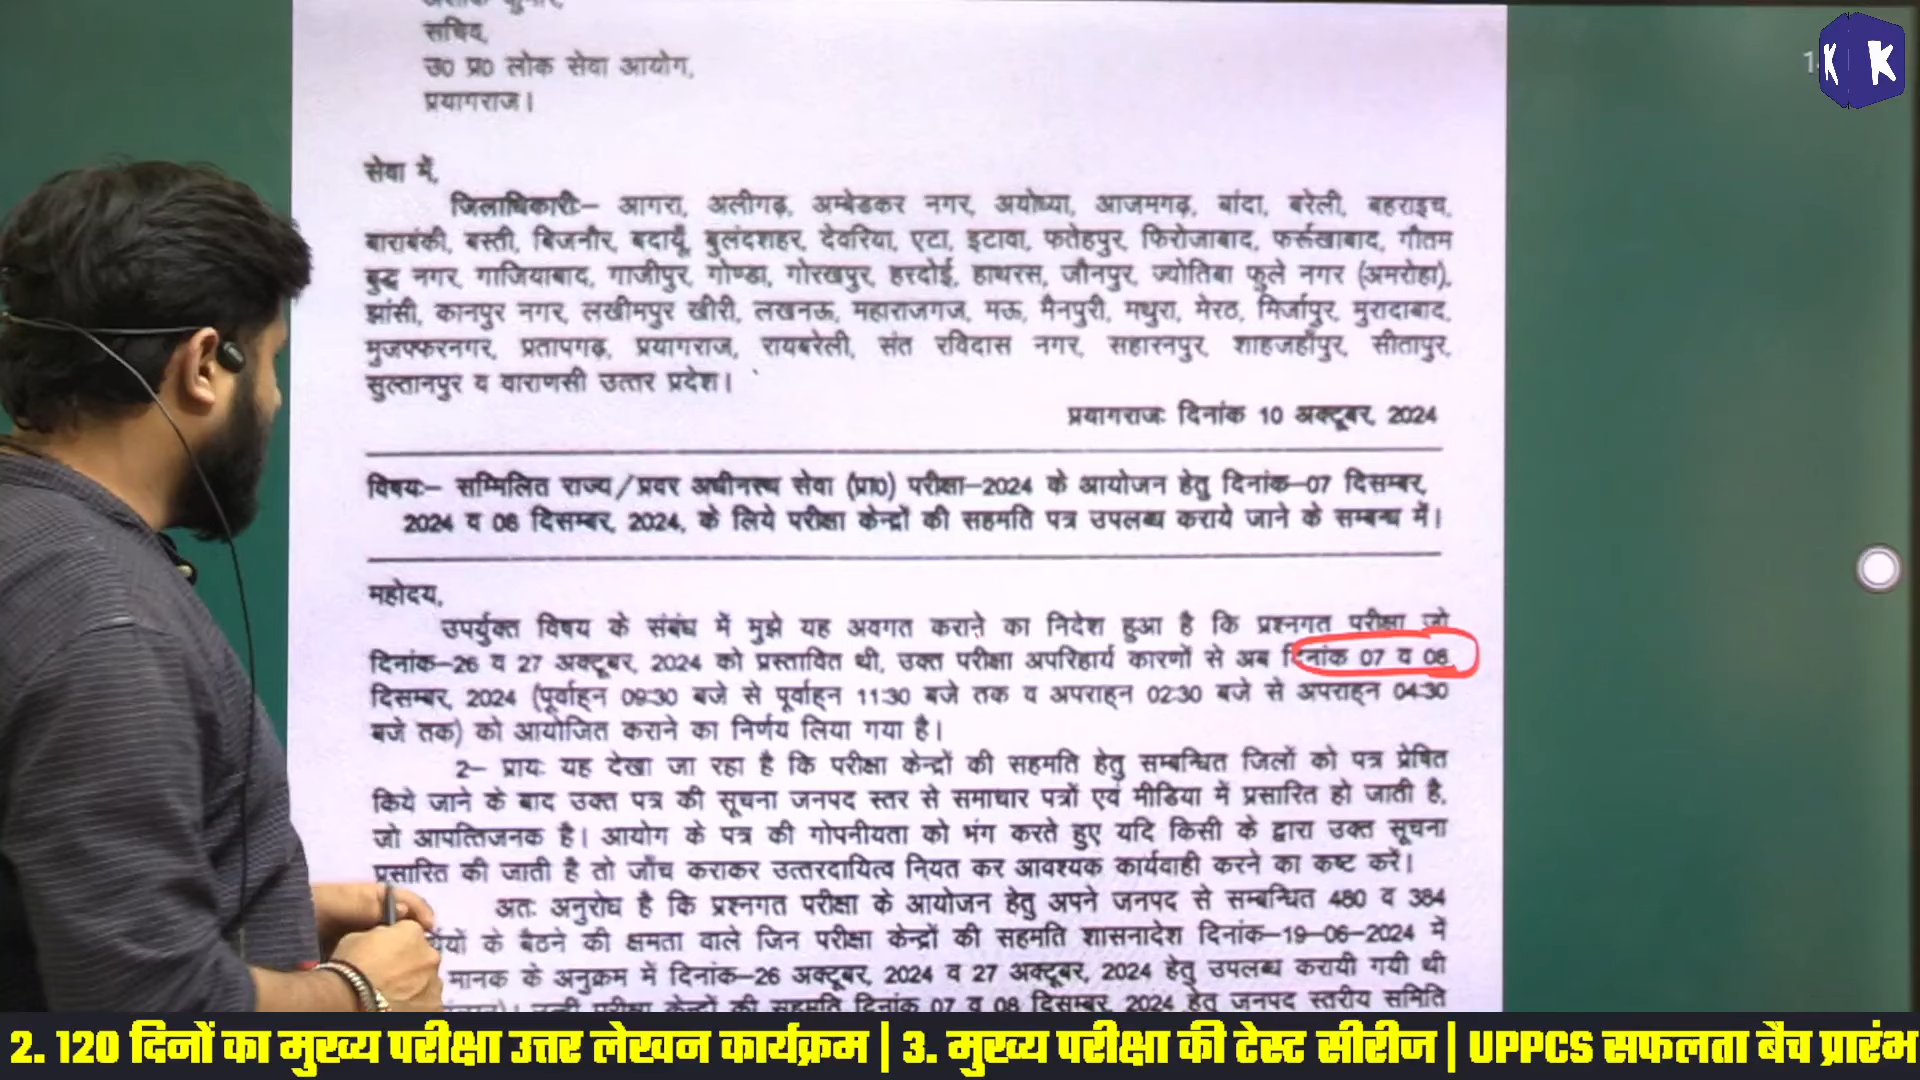 सचिव,
उ0 प्र0 लोक सेवा आयोग,
प्रयागराज।
सेवा में,
जिलाधिकारीः– आगरा, अलीगढ़, अम्बेडकर नगर, अयोध्या, आजमगढ़, बांदा, बरेली, बहराइच,
बाराबंकी, बस्ती, बिजनौर, बदायूँ, बुलंदशहर, देवरिया, एटा, इटावा, फतेहपुर, फिरोजाबाद, फर्रूखाबाद, गौतम
बुद्ध नगर, गाजियाबाद, गाजीपुर, गोण्डा, गोरखपुर, हरदोई, हाथरस, जौनपुर, ज्योतिबा फुले नगर (अमरोहा),
झांसी, कानपुर नगर, लखीमपुर खीरी, लखनऊ, महाराजगंज, मऊ, मैनपुरी, मथुरा, मेरठ, मिर्जापुर, मुरादाबाद,
मुजफ्फरनगर, प्रतापगढ़, प्रयागराज, रायबरेली, संत रविदास नगर, सहारनपुर, शाहजहाँपुर, सीतापुर,
सुल्तानपुर व वाराणसी उत्तर प्रदेश।
प्रयागराजः दिनांक 10 अक्टूबर, 2024
विषयः– सम्मिलित राज्य/प्रवर अधीनस्थ सेवा (प्रा0) परीक्षा–2024 के आयोजन हेतु दिनांक–07 दिसम्बर,
2024 व 08 दिसम्बर, 2024, के लिये परीक्षा केन्द्रों की सहमति पत्र उपलब्ध कराये जाने के सम्बन्ध में।
महोदय,
उपर्युक्त विषय के संबंध में मुझे यह अवगत कराने का निदेश हुआ है कि प्रश्नगत परीक्षा जो
दिनांक–26 व 27 अक्टूबर, 2024 को प्रस्तावित थी, उक्त परीक्षा अपरिहार्य कारणों से अब दिनांक 07 व 08
दिसम्बर, 2024 (पूर्वाह्न 09:30 बजे से पूर्वाह्न 11:30 बजे तक व अपराह्न 02:30 बजे से अपराह्न 04:30
बजे तक) को आयोजित कराने का निर्णय लिया गया है।
2– प्रायः यह देखा जा रहा है कि परीक्षा केन्द्रों की सहमति हेतु सम्बन्धित जिलों को पत्र प्रेषित
किये जाने के बाद उक्त पत्र की सूचना जनपद स्तर से समाचार पत्रों एवं मीडिया में प्रसारित हो जाती है,
जो आपत्तिजनक है। आयोग के पत्र की गोपनीयता को भंग करते हुए यदि किसी के द्वारा उक्त सूचना
प्रसारित की जाती है तो जाँच कराकर उत्तरदायित्व नियत कर आवश्यक कार्यवाही करने का कष्ट करें।
अतः अनुरोध है कि प्रश्नगत परीक्षा के आयोजन हेतु अपने जनपद से सम्बन्धित 480 व 384
के बैठने की क्षमता वाले जिन परीक्षा केन्द्रों की सहमति शासनादेश दिनांक–19-06-2024 में
मानक के अनुक्रम में दिनांक–26 अक्टूबर, 2024 व 27 अक्टूबर, 2024 हेतु उपलब्ध करायी गयी थी
परीक्षा केन्द्रों की सहमति दिनांक 07 व 08 दिसम्बर, 2024 हेतु जनपद स्तरीय समिति
K K
2. 120 दिनों का मुख्य परीक्षा उत्तर लेखन कार्यक्रम | 3. मुख्य परीक्षा की टेस्ट सीरीज | UPPCS सफलता बैच प्रारंभ